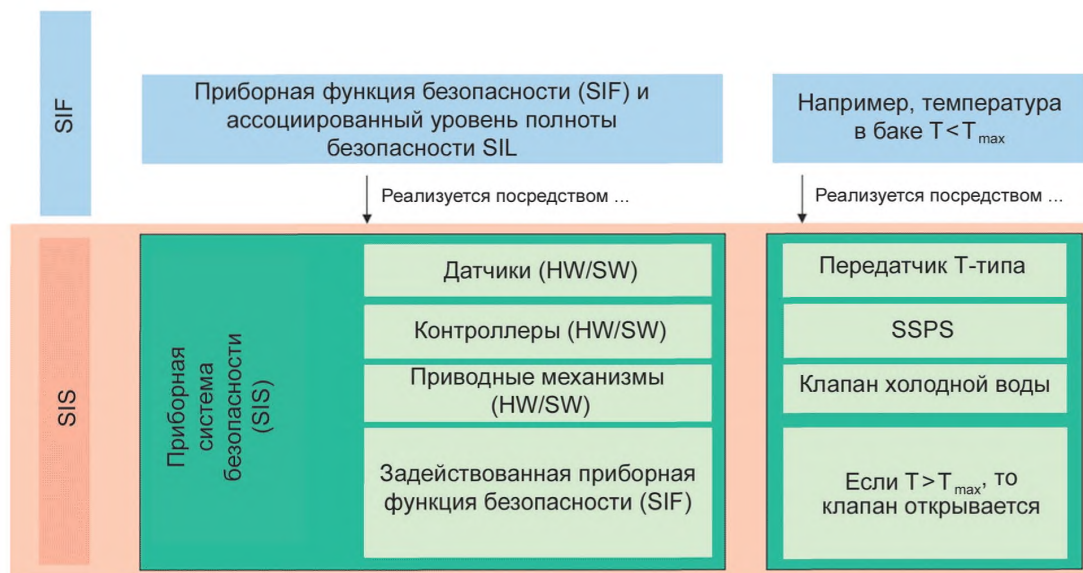 SIF
Приборная функция безопасности (SIF) и
ассоциированный уровень полноты
безопасности SIL
Например, температура
в баке T < Tmax
Реализуется посредством ...
Реализуется посредством ...
SIS
Приборная
система
безопасности
(SIS)
Датчики (HW/SW)
Контроллеры (HW/SW)
Приводные механизмы
(HW/SW)
Задействованная приборная
функция безопасности (SIF)
Передатчик Т-типа
SSPS
Клапан холодной воды
Если T > Tmax, то
клапан открывается